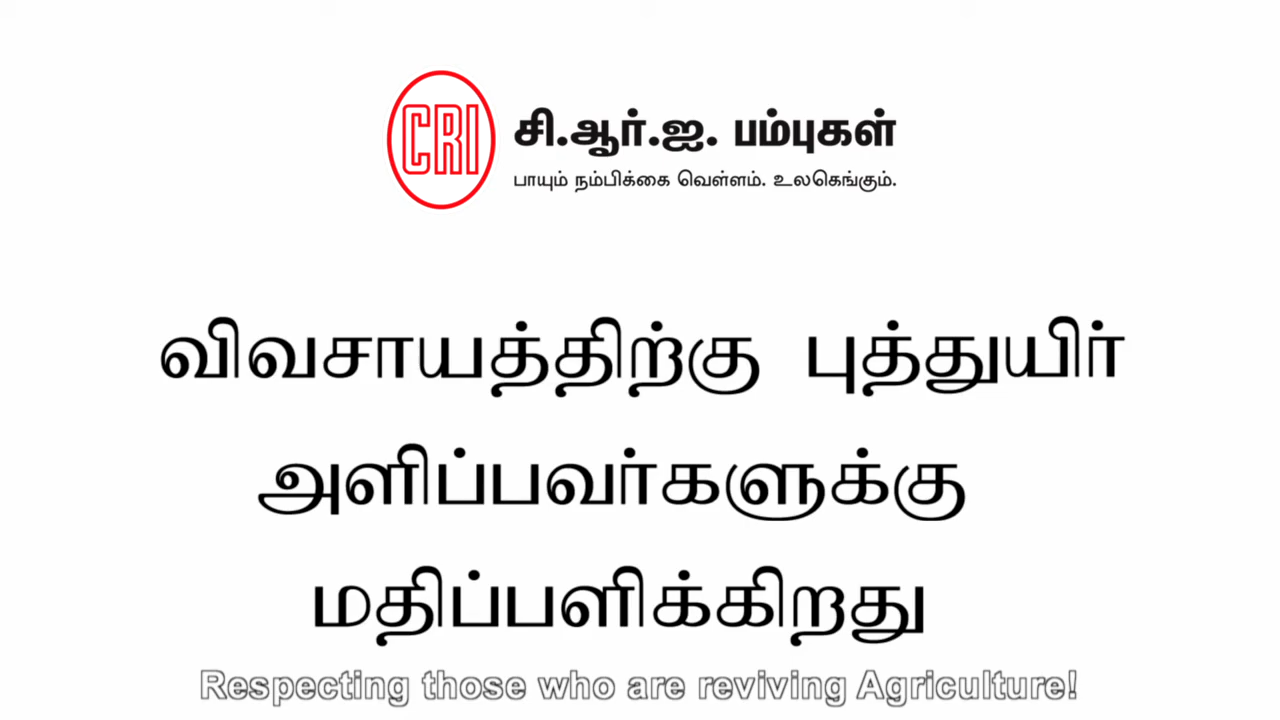 CRI
சி.ஆர்.ஐ. பம்புகள்
பாயும் நம்பிக்கை வெள்ளம். உலகெங்கும்.
விவசாயத்திற்கு புத்துயிர்
அளிப்பவர்களுக்கு
மதிப்பளிக்கிறது
Respecting those who are reviving Agriculture!